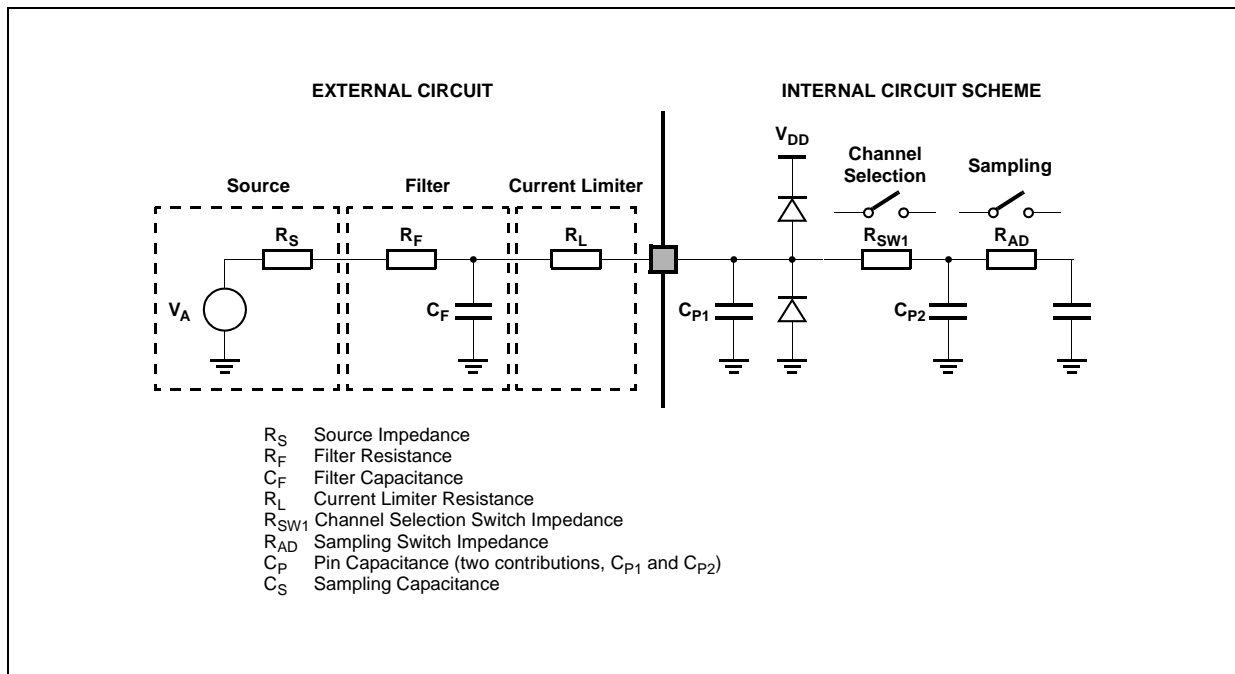 EXTERNAL CIRCUIT
INTERNAL CIRCUIT SCHEME
VDD
Channel
Selection
Sampling
Source
Filter
Current Limiter
RS
RF
RL
RSW1
RAD
VA
CF
CP1
CP2
RS Source Impedance
RF Filter Resistance
CF Filter Capacitance
RL Current Limiter Resistance
RSW1 Channel Selection Switch Impedance
RAD Sampling Switch Impedance
CP Pin Capacitance (two contributions, CP1 and CP2)
CS Sampling Capacitance